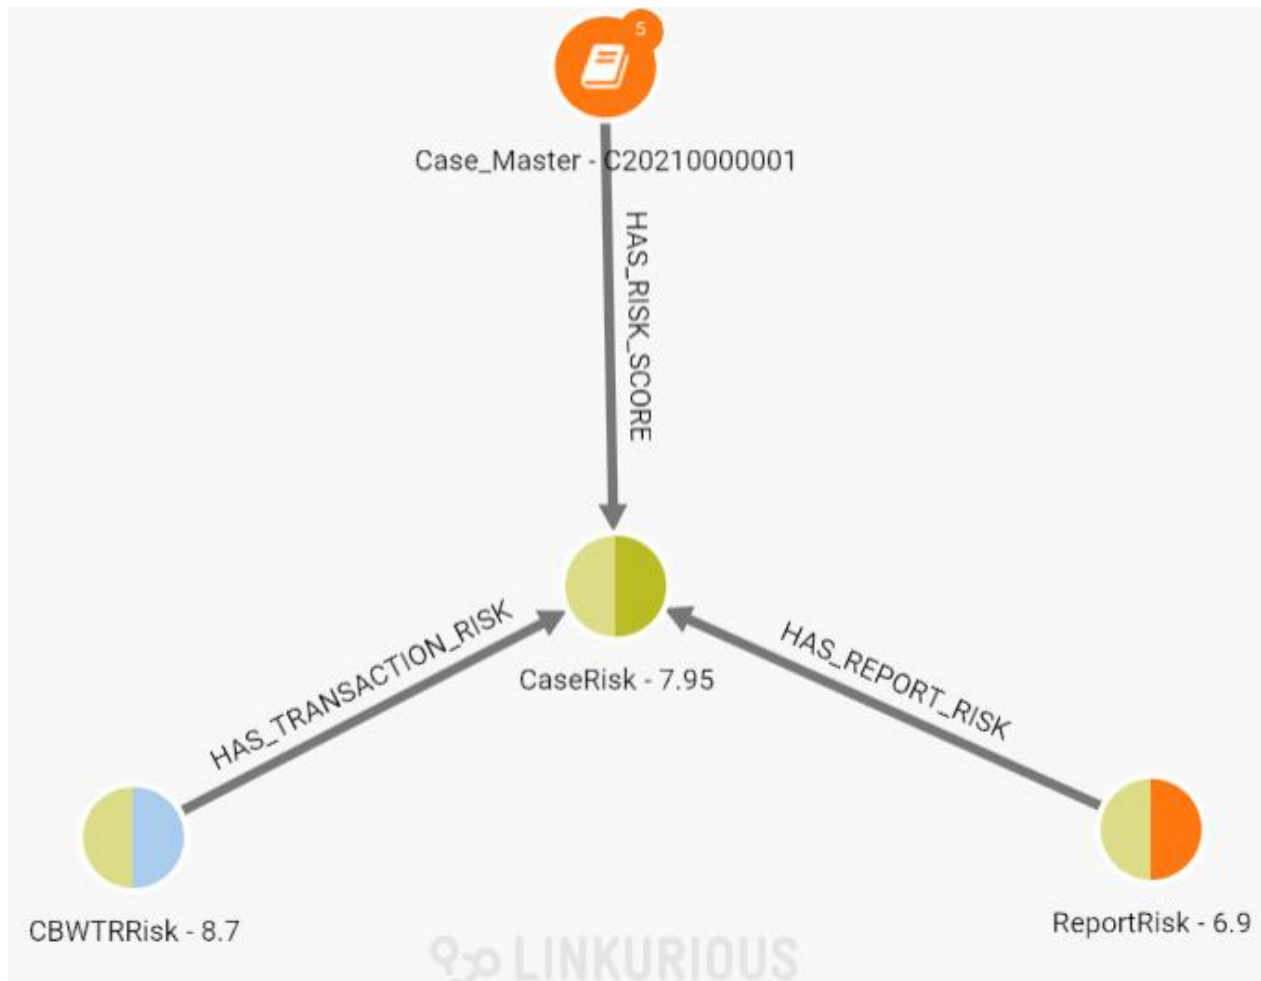 5
Case_Master - C20210000001
HAS_RISK_SCORE
HAS_TRANSACTION_RISK
HAS_REPORT_RISK
CaseRisk - 7.95
CBWTRRisk - 8.7
ReportRisk - 6.9
LINKURIOUS